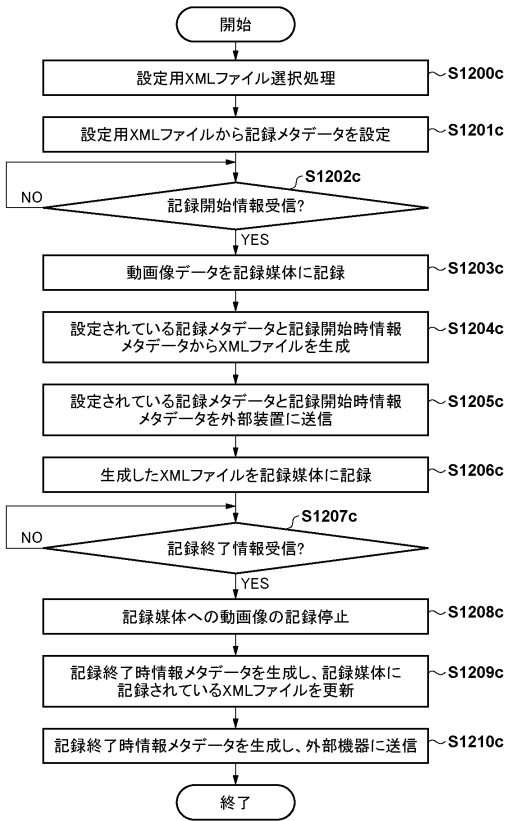 開始
設定用XMLファイル選択処理
S1200c
設定用XMLファイルから記録メタデータを設定
S1201c
S1202c
NO
記録開始情報受信?
YES
動画像データを記録媒体に記録
S1203c
設定されている記録メタデータと記録開始時情報
メタデータからXMLファイルを生成
S1204c
設定されている記録メタデータと記録開始時情報
メタデータを外部装置に送信
S1205c
生成したXMLファイルを記録媒体に記録
S1206c
S1207c
NO
記録終了情報受信?
YES
記録媒体への動画像の記録停止
S1208c
記録終了時情報メタデータを生成し、記録媒体に
記録されているXMLファイルを更新
S1209c
記録終了時情報メタデータを生成し、外部機器に送信
S1210c
終了